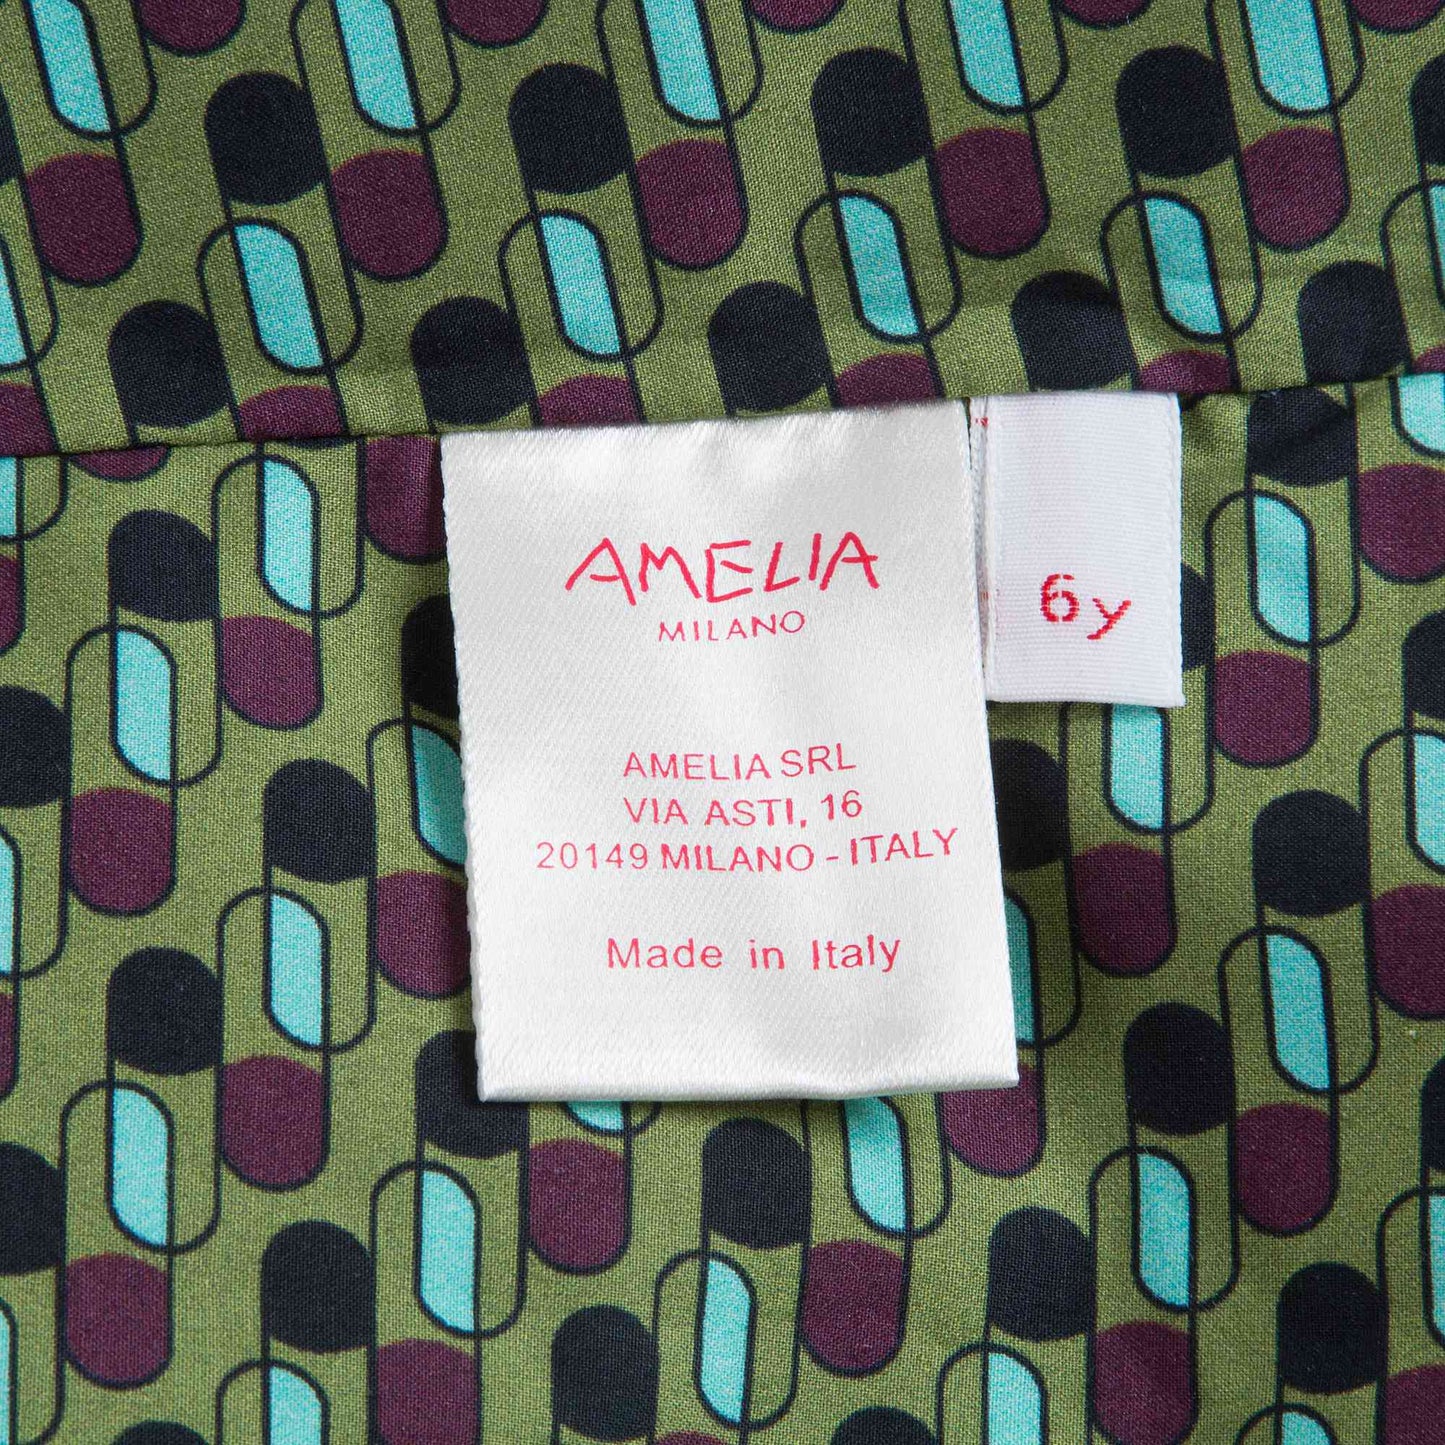 AMELIA
MILANO
6y
AMELIA SRL
VIA ASTI, 16
20149 MILANO - ITALY
Made in Italy